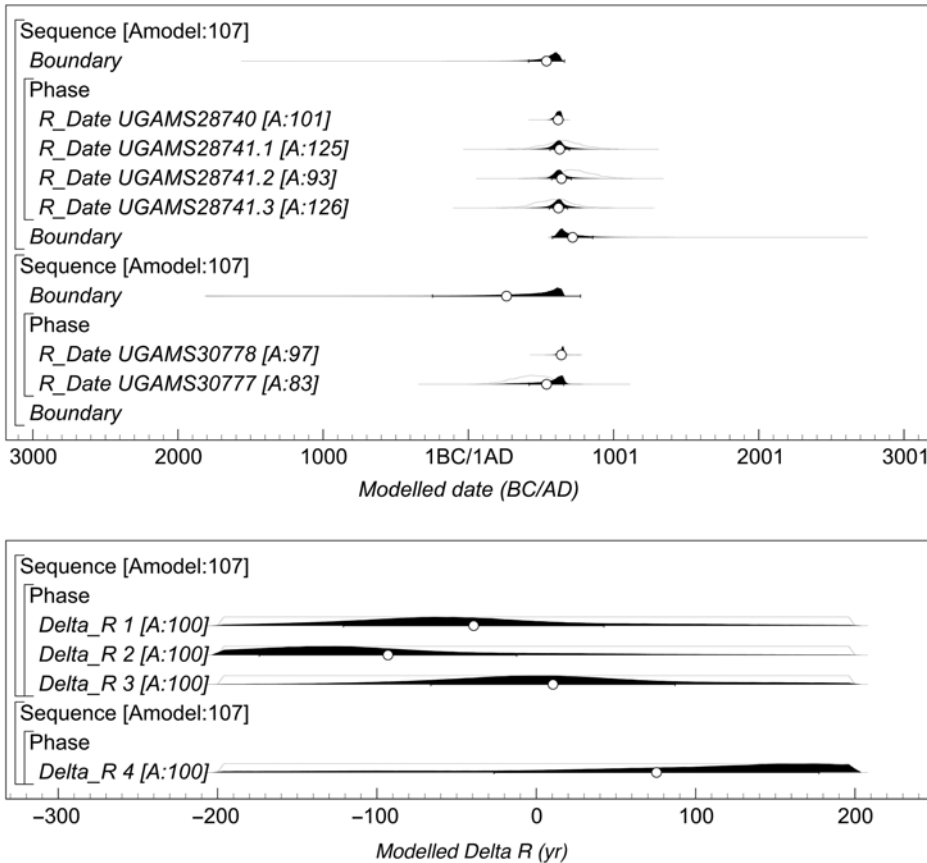 Sequence [Amodel:107]
Boundary
Phase
R_Date UGAMS28740 [A:101]
R_Date UGAMS28741.1 [A:125]
R_Date UGAMS28741.2 [A:93]
R_Date UGAMS28741.3 [A:126]
Boundary
Sequence [Amodel:107]
Boundary
Phase
R_Date UGAMS30778 [A:97]
R_Date UGAMS30777 [A:83]
Boundary
3000 2000 1000 1BC/1AD 1001 2001 3001
Modelled date (BC/AD)
Sequence [Amodel:107]
Phase
Delta_R 1 [A:100]
Delta_R 2 [A:100]
Delta_R 3 [A:100]
Sequence [Amodel:107]
Phase
Delta_R 4 [A:100]
−300 −200 −100 0 100 200
Modelled Delta R (yr)